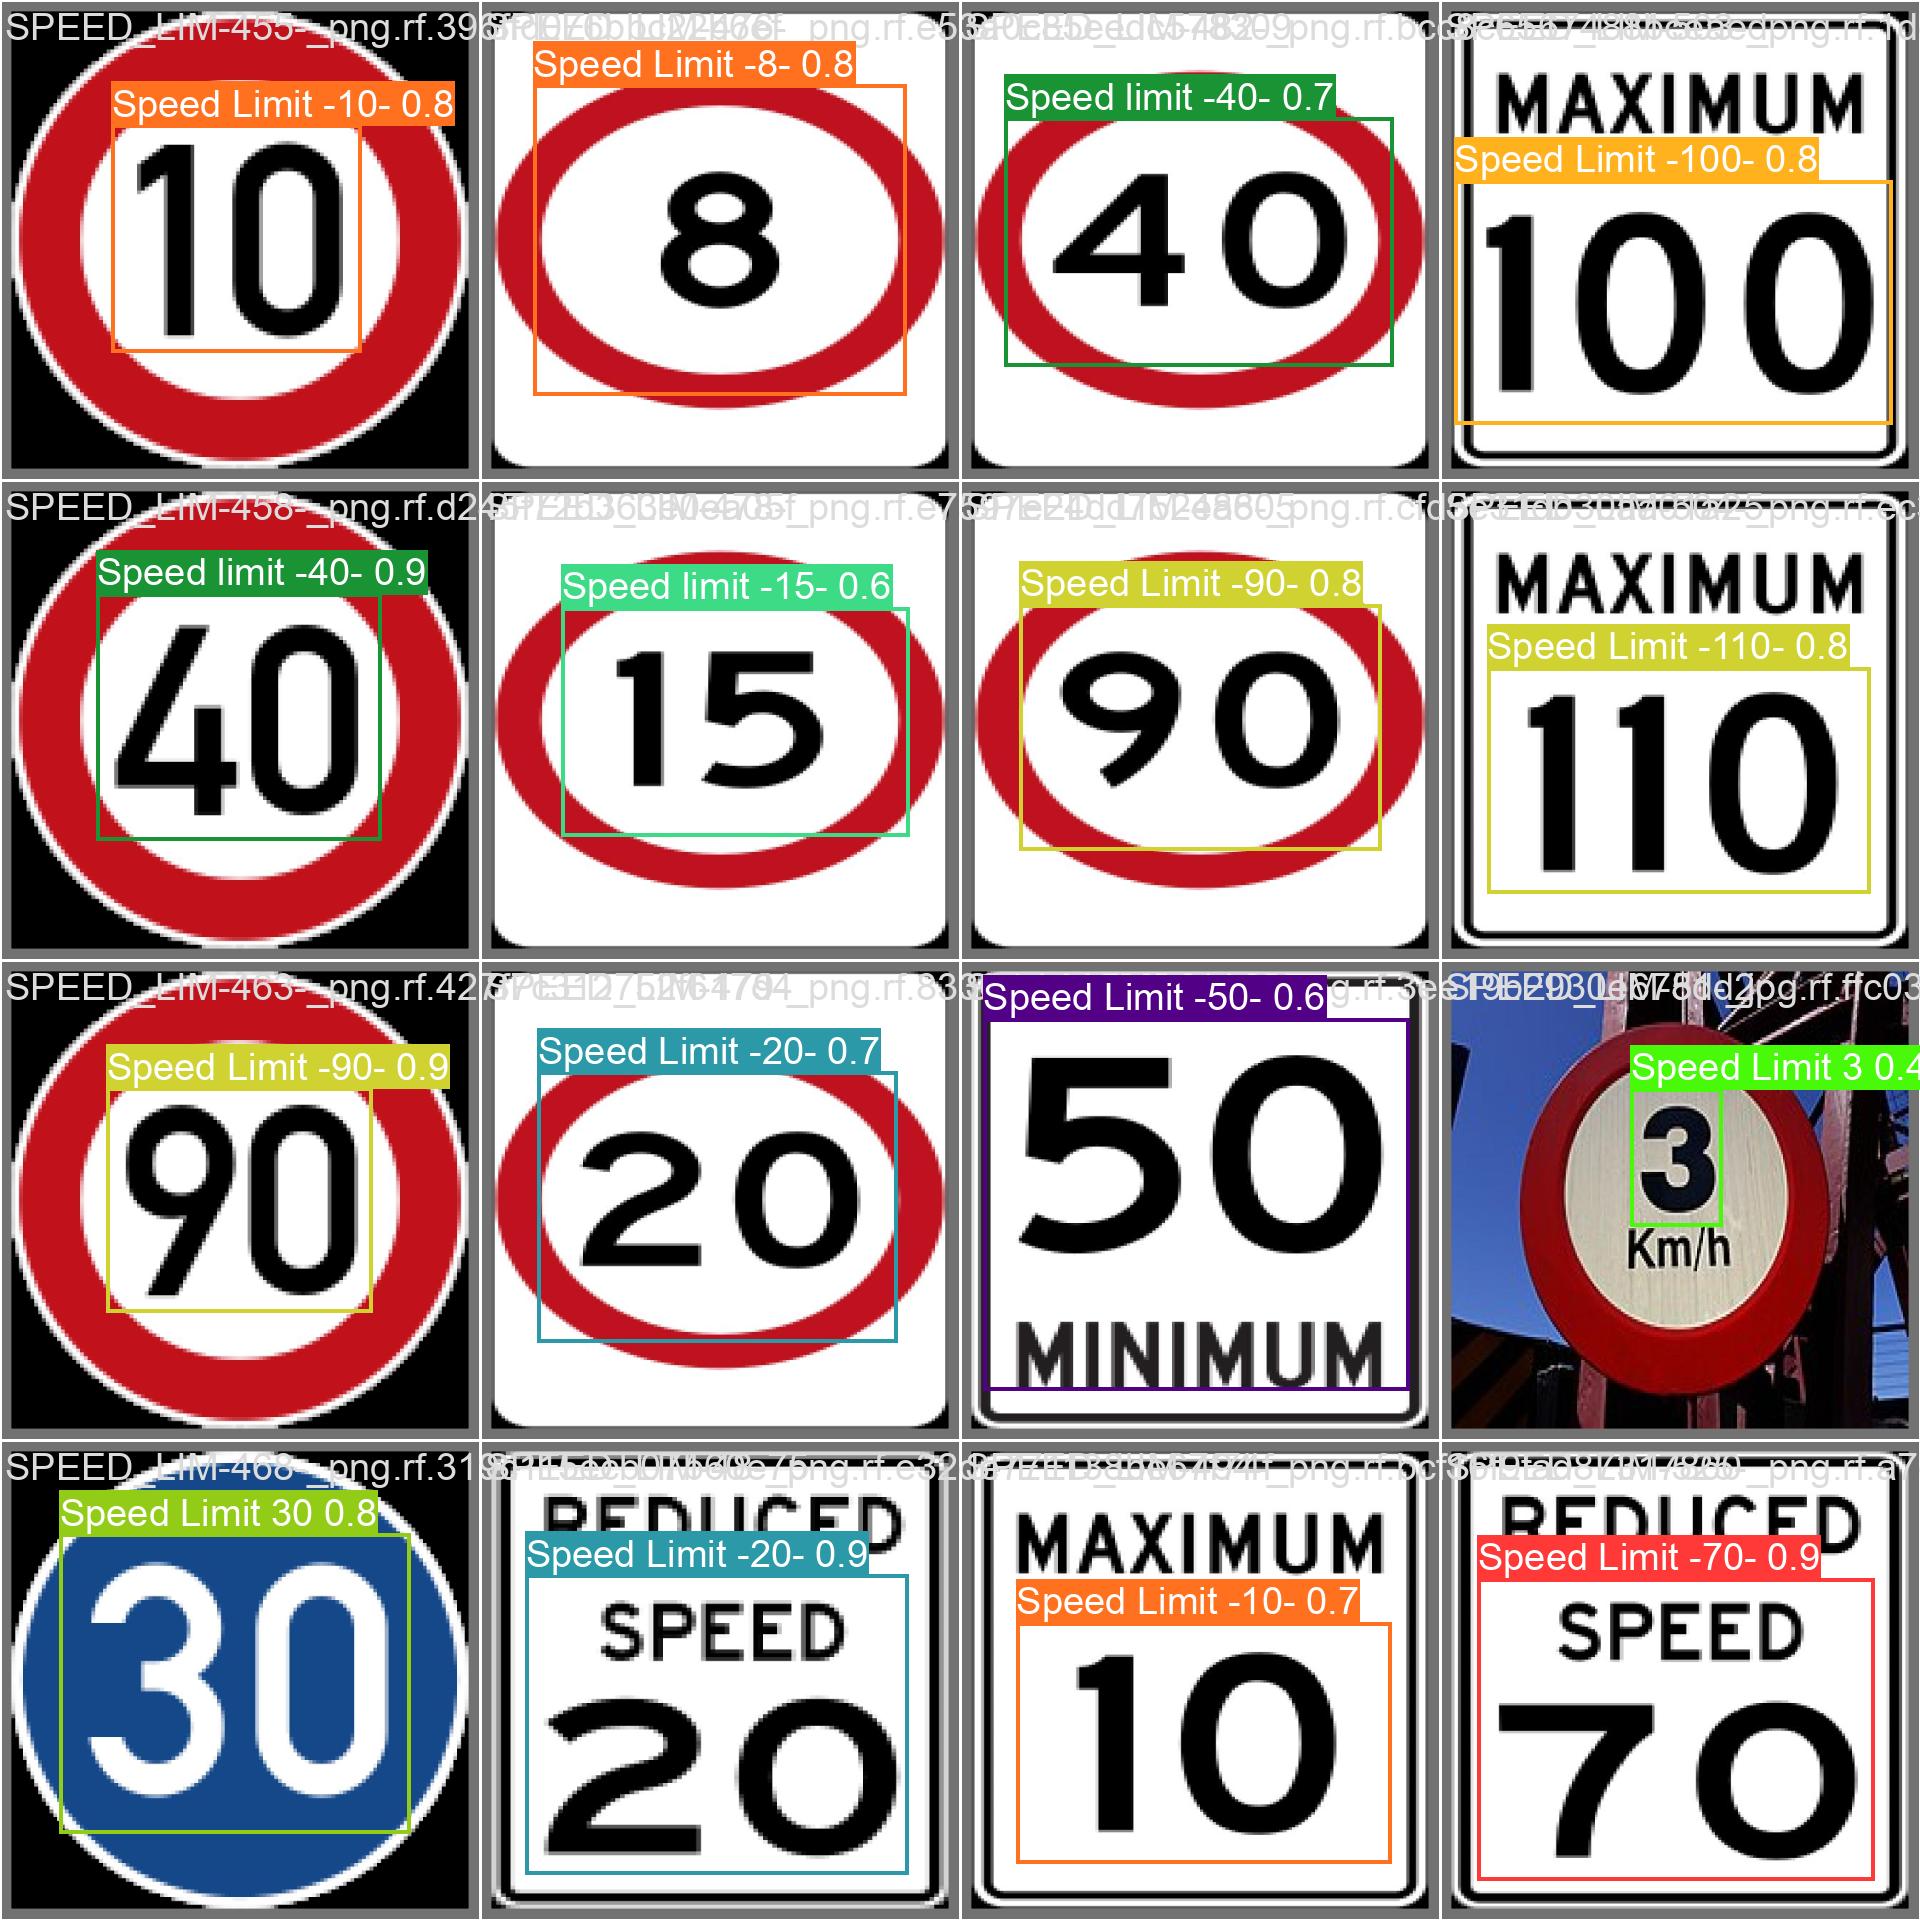 SPEED_LIM-455-_png.rf.396
Speed Limit -10- 0.8
10
Speed Limit -8- 0.8
8
Speed limit -40- 0.7
40
MAXIMUM
Speed Limit -100- 0.8
100
SPEED_LIM-458-_png.rf.d24
Speed limit -40- 0.9
40
Speed limit -15- 0.6
15
Speed Limit -90- 0.8
90
MAXIMUM
Speed Limit -110- 0.8
110
SPEED_LIM-463-_png.rf.427
Speed Limit -90- 0.9
90
Speed Limit -20- 0.7
20
Speed Limit -50- 0.6
50
MINIMUM
Speed Limit 3 0.4
3
Km/h
SPEED_LIM-468-_png.rf.319
Speed Limit 30 0.8
30
REDUCED
Speed Limit -20- 0.9
SPEED
20
MAXIMUM
Speed Limit -10- 0.7
10
REDUCED
Speed Limit -70- 0.9
SPEED
70